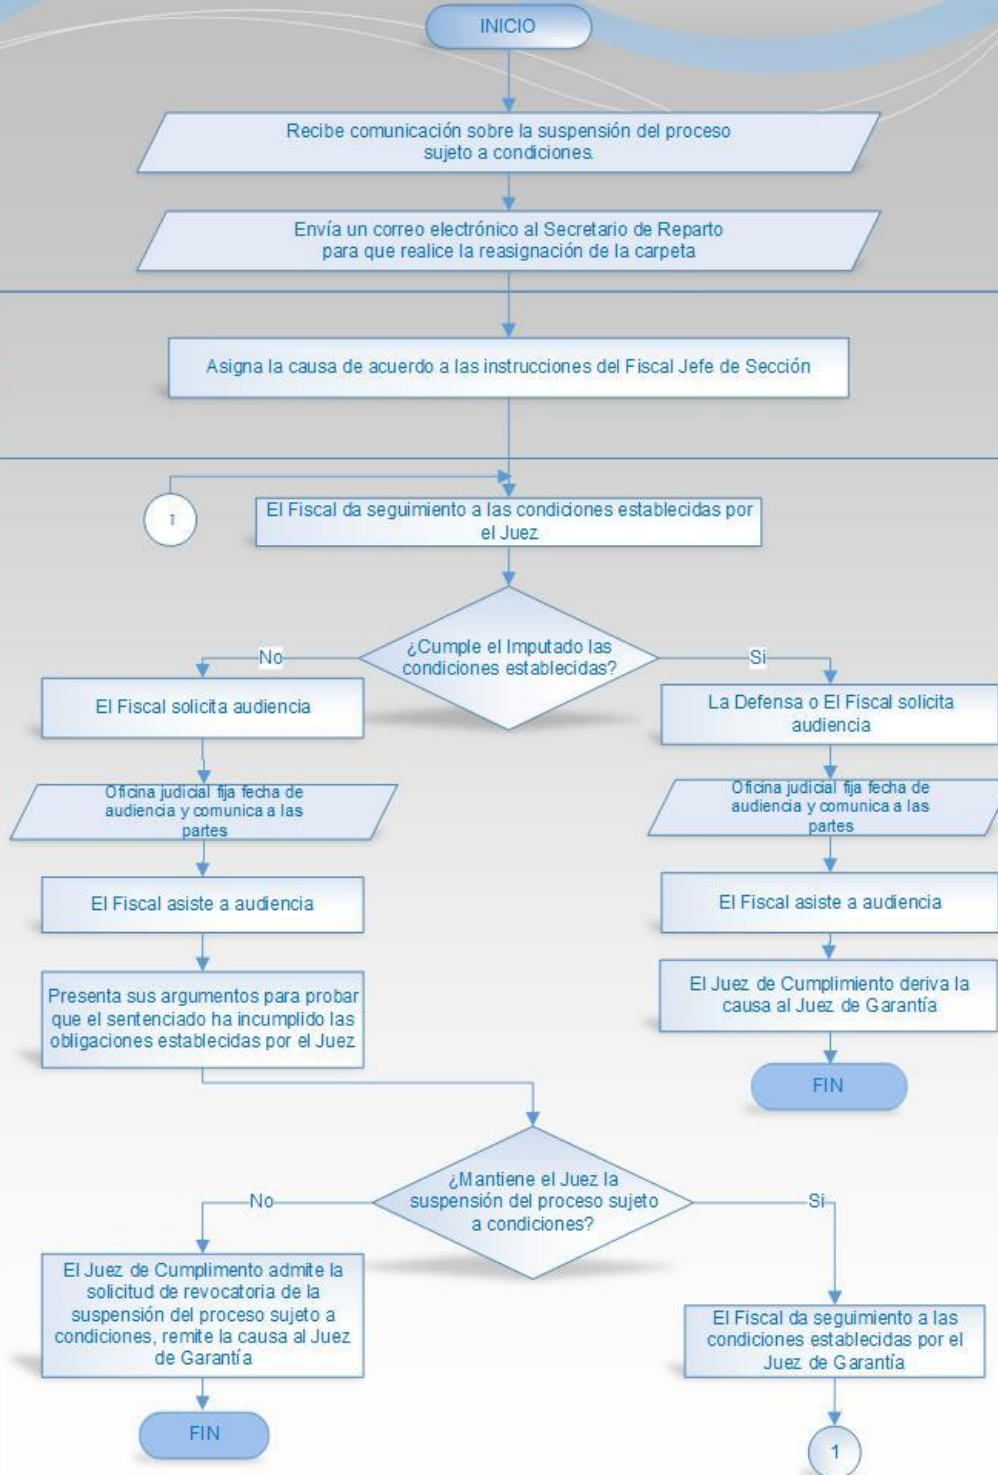 INICIO
Recibe comunicación sobre la suspensión del proceso
sujeto a condiciones.
Envía un correo electrónico al Secretario de Reparto
para que realice la reasignación de la carpeta
Asigna la causa de acuerdo a las instrucciones del Fiscal Jefe de Sección
1
El Fiscal da seguimiento a las condiciones establecidas por
el Juez
¿Cumple el Imputado las
condiciones establecidas?
No
Si
El Fiscal solicita audiencia
Oficina judicial fija fecha de
audiencia y comunica a las
partes
El Fiscal asiste a audiencia
Presenta sus argumentos para probar
que el sentenciado ha incumplido las
obligaciones establecidas por el Juez
La Defensa o El Fiscal solicita
audiencia
Oficina judicial fija fecha de
audiencia y comunica a las
partes
El Fiscal asiste a audiencia
El Juez de Cumplimiento deriva la
causa al Juez de Garantía
FIN
¿Mantiene el Juez la
suspensión del proceso sujeto
a condiciones?
No
Si
El Juez de Cumplimento admite la
solicitud de revocatoria de la
suspensión del proceso sujeto a
condiciones, remite la causa al Juez
de Garantía
FIN
El Fiscal da seguimiento a las
condiciones establecidas por el
Juez de Garantía
1